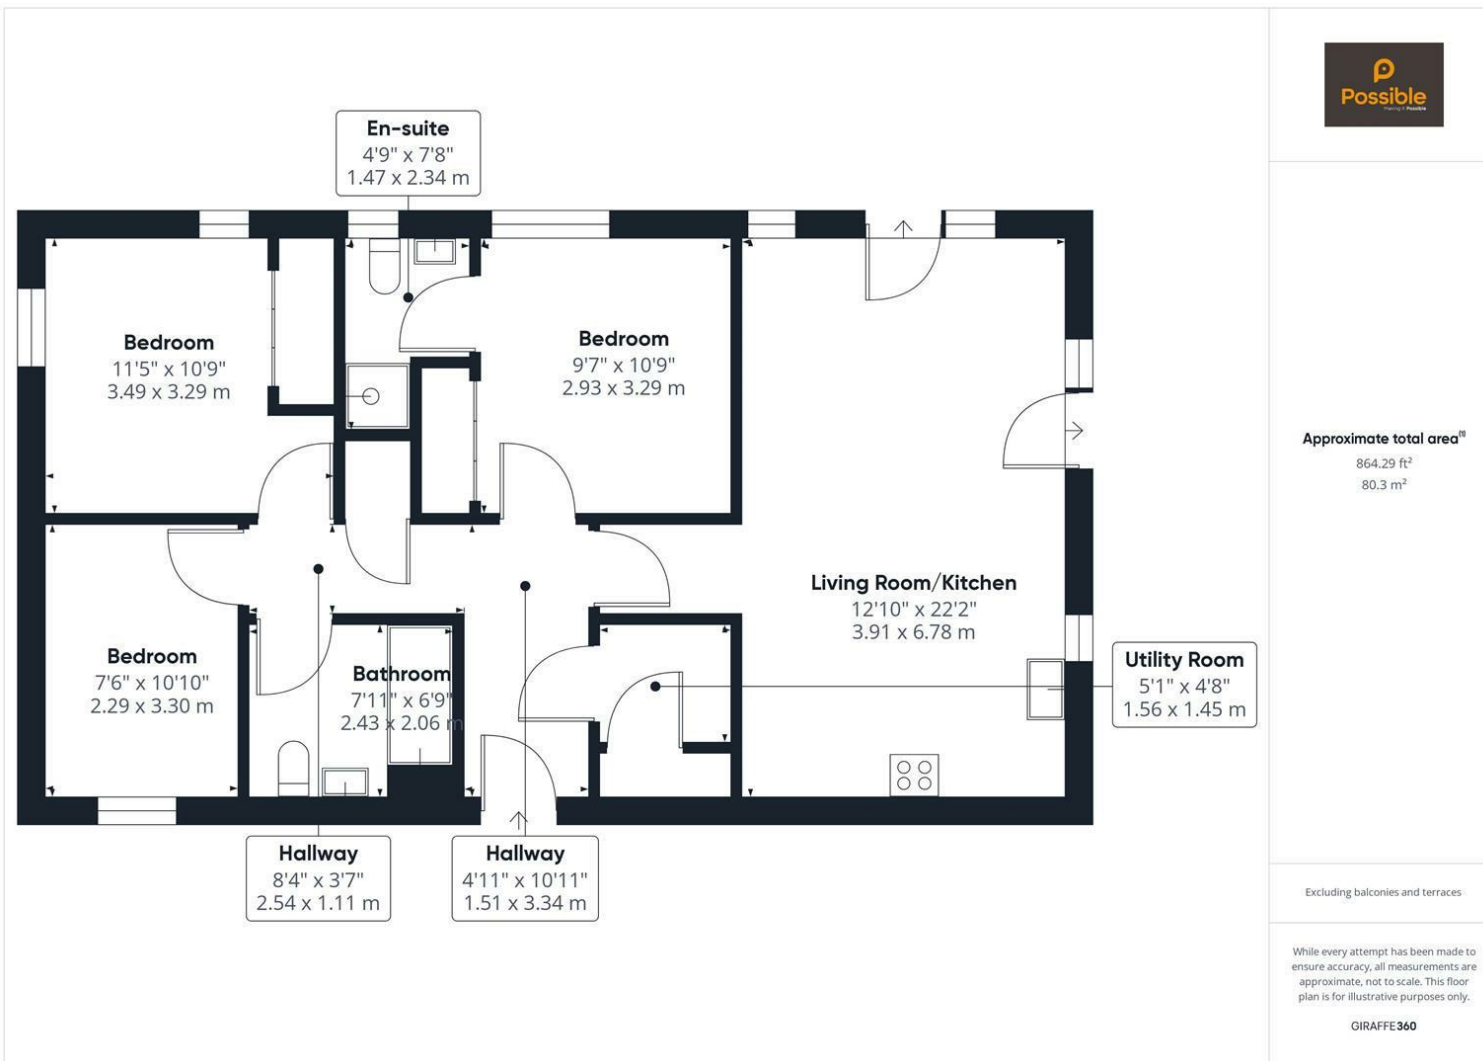 Possible
En-suite
4'9" x 7'8"
1.47 x 2.34 m
Bedroom
11'5" x 10'9"
3.49 x 3.29 m
Bedroom
9'7" x 10'9"
2.93 x 3.29 m
Living Room/Kitchen
12'10" x 22'2"
3.91 x 6.78 m
Bedroom
7'6" x 10'10"
2.29 x 3.30 m
Bathroom
7'11" x 6'9"
2.43 x 2.06 m
Utility Room
5'1" x 4'8"
1.56 x 1.45 m
Hallway
8'4" x 3'7"
2.54 x 1.11 m
Hallway
4'11" x 10'11"
1.51 x 3.34 m
Approximate total area⁽¹⁾
864.29 ft²
80.3 m²
Excluding balconies and terraces
While every attempt has been made to
ensure accuracy, all measurements are
approximate, not to scale. This floor
plan is for illustrative purposes only.
GIRAFFE360